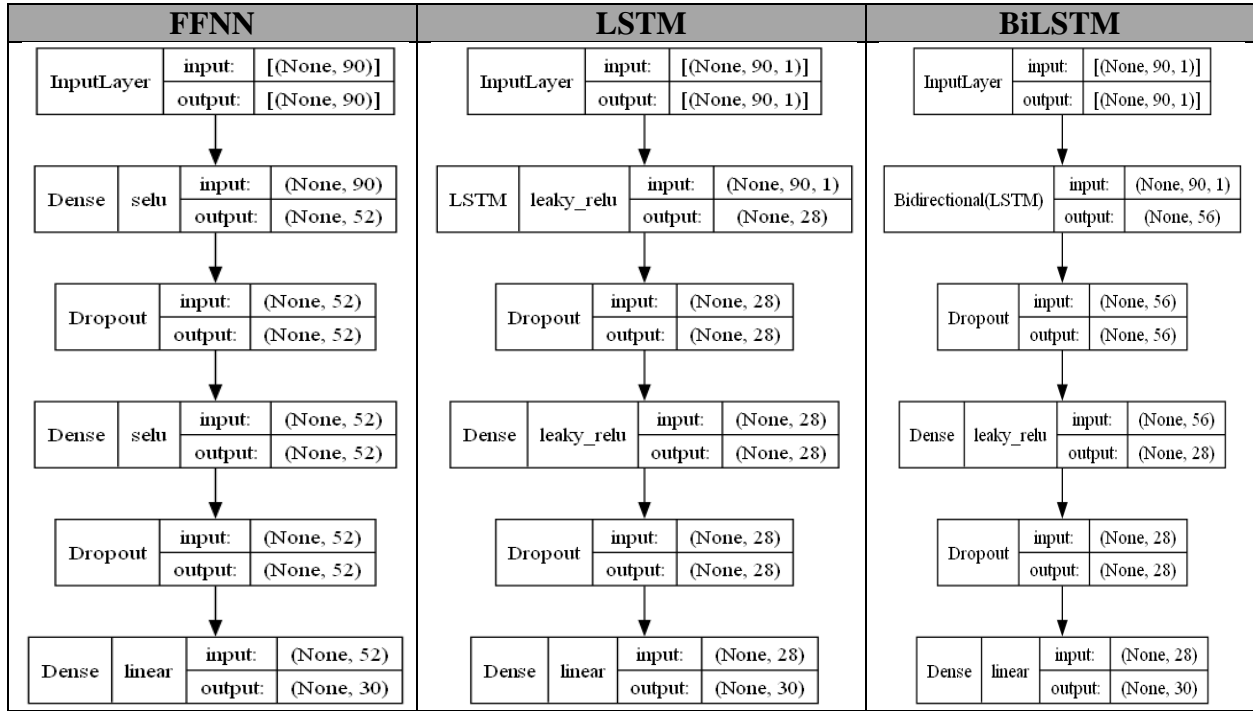 FFNN
InputLayer
input: [(None, 90)]
output: [(None, 90)]
Dense selu
input: (None, 90)
output: (None, 52)
Dropout
input: (None, 52)
output: (None, 52)
Dense selu
input: (None, 52)
output: (None, 52)
Dropout
input: (None, 52)
output: (None, 52)
Dense linear
input: (None, 52)
output: (None, 30)
LSTM
InputLayer
input: [(None, 90, 1)]
output: [(None, 90, 1)]
LSTM leaky_relu
input: (None, 90, 1)
output: (None, 28)
Dropout
input: (None, 28)
output: (None, 28)
Dense leaky_relu
input: (None, 28)
output: (None, 28)
Dropout
input: (None, 28)
output: (None, 28)
Dense linear
input: (None, 28)
output: (None, 30)
BiLSTM
InputLayer
input: [(None, 90, 1)]
output: [(None, 90, 1)]
Bidirectional(LSTM)
input: (None, 90, 1)
output: (None, 56)
Dropout
input: (None, 56)
output: (None, 56)
Dense leaky_relu
input: (None, 56)
output: (None, 28)
Dropout
input: (None, 28)
output: (None, 28)
Dense linear
input: (None, 28)
output: (None, 30)